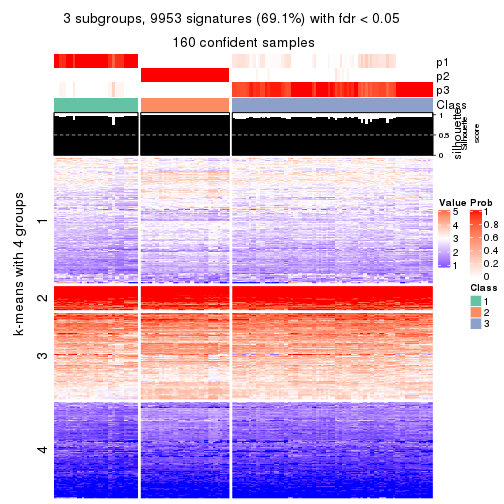 3 subgroups, 9953 signatures (69.1%) with fdr < 0.05
160 confident samples
p1
p2
p3
Class
silhouette
Silhouette
score
1
0.5
0
k-means with 4 groups
1
2
3
4
Value
5
4
3
2
1
Prob
1
0.8
0.6
0.4
0.2
0
Class
1
2
3